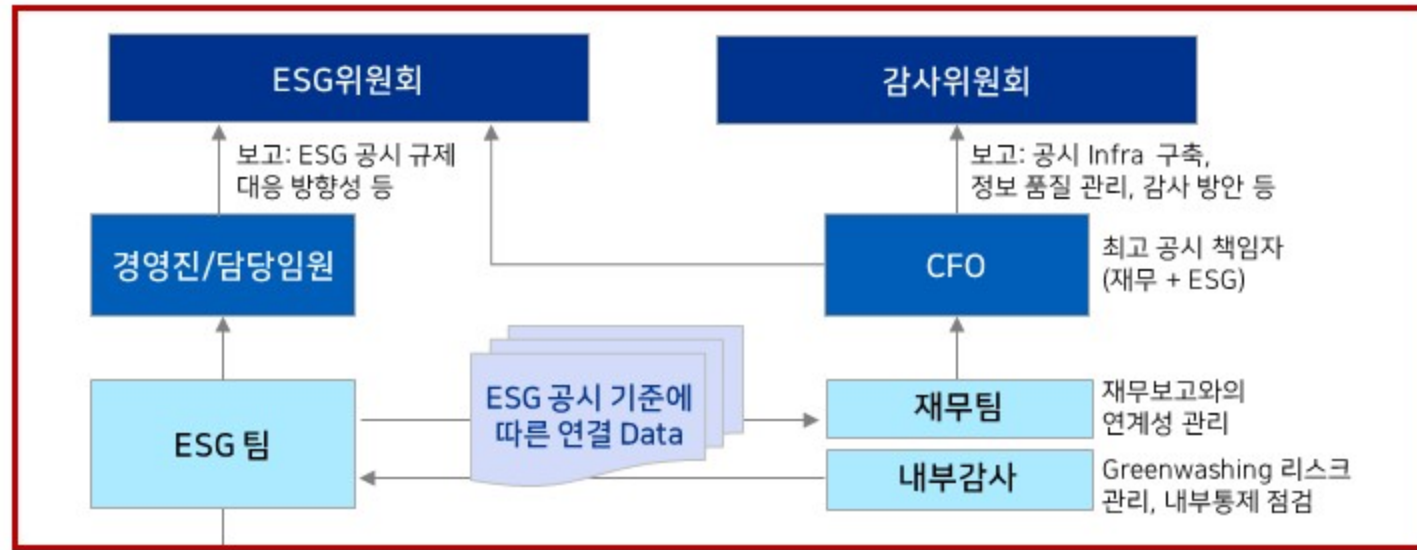 ESG위원회
감사위원회
보고: ESG 공시 규제
대응 방향성 등
보고: 공시 Infra 구축,
정보 품질 관리, 감사 방안 등
경영진/담당임원
CFO
최고 공시 책임자
(재무 + ESG)
ESG 팀
ESG 공시 기준에
따른 연결 Data
재무팀
재무보고와의
연계성 관리
내부감사
Greenwashing 리스크
관리, 내부통제 점검